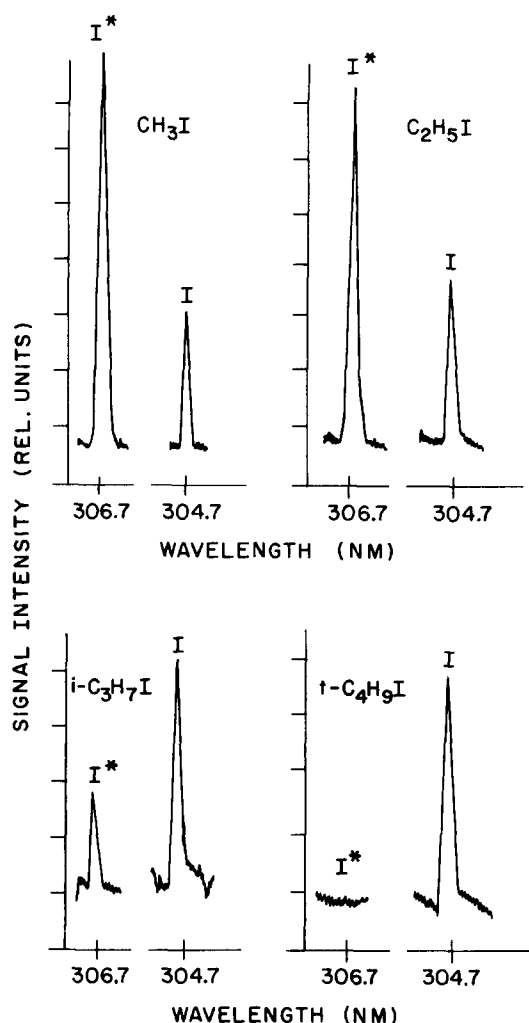 I*
CH3I
I
306.7 304.7
I*
C2H5I
I
306.7 304.7
WAVELENGTH (NM)
SIGNAL INTENSITY (REL. UNITS)
i-C3H7I
I*
I
306.7 304.7
t-C4H9I
I*
I
306.7 304.7
WAVELENGTH (NM)